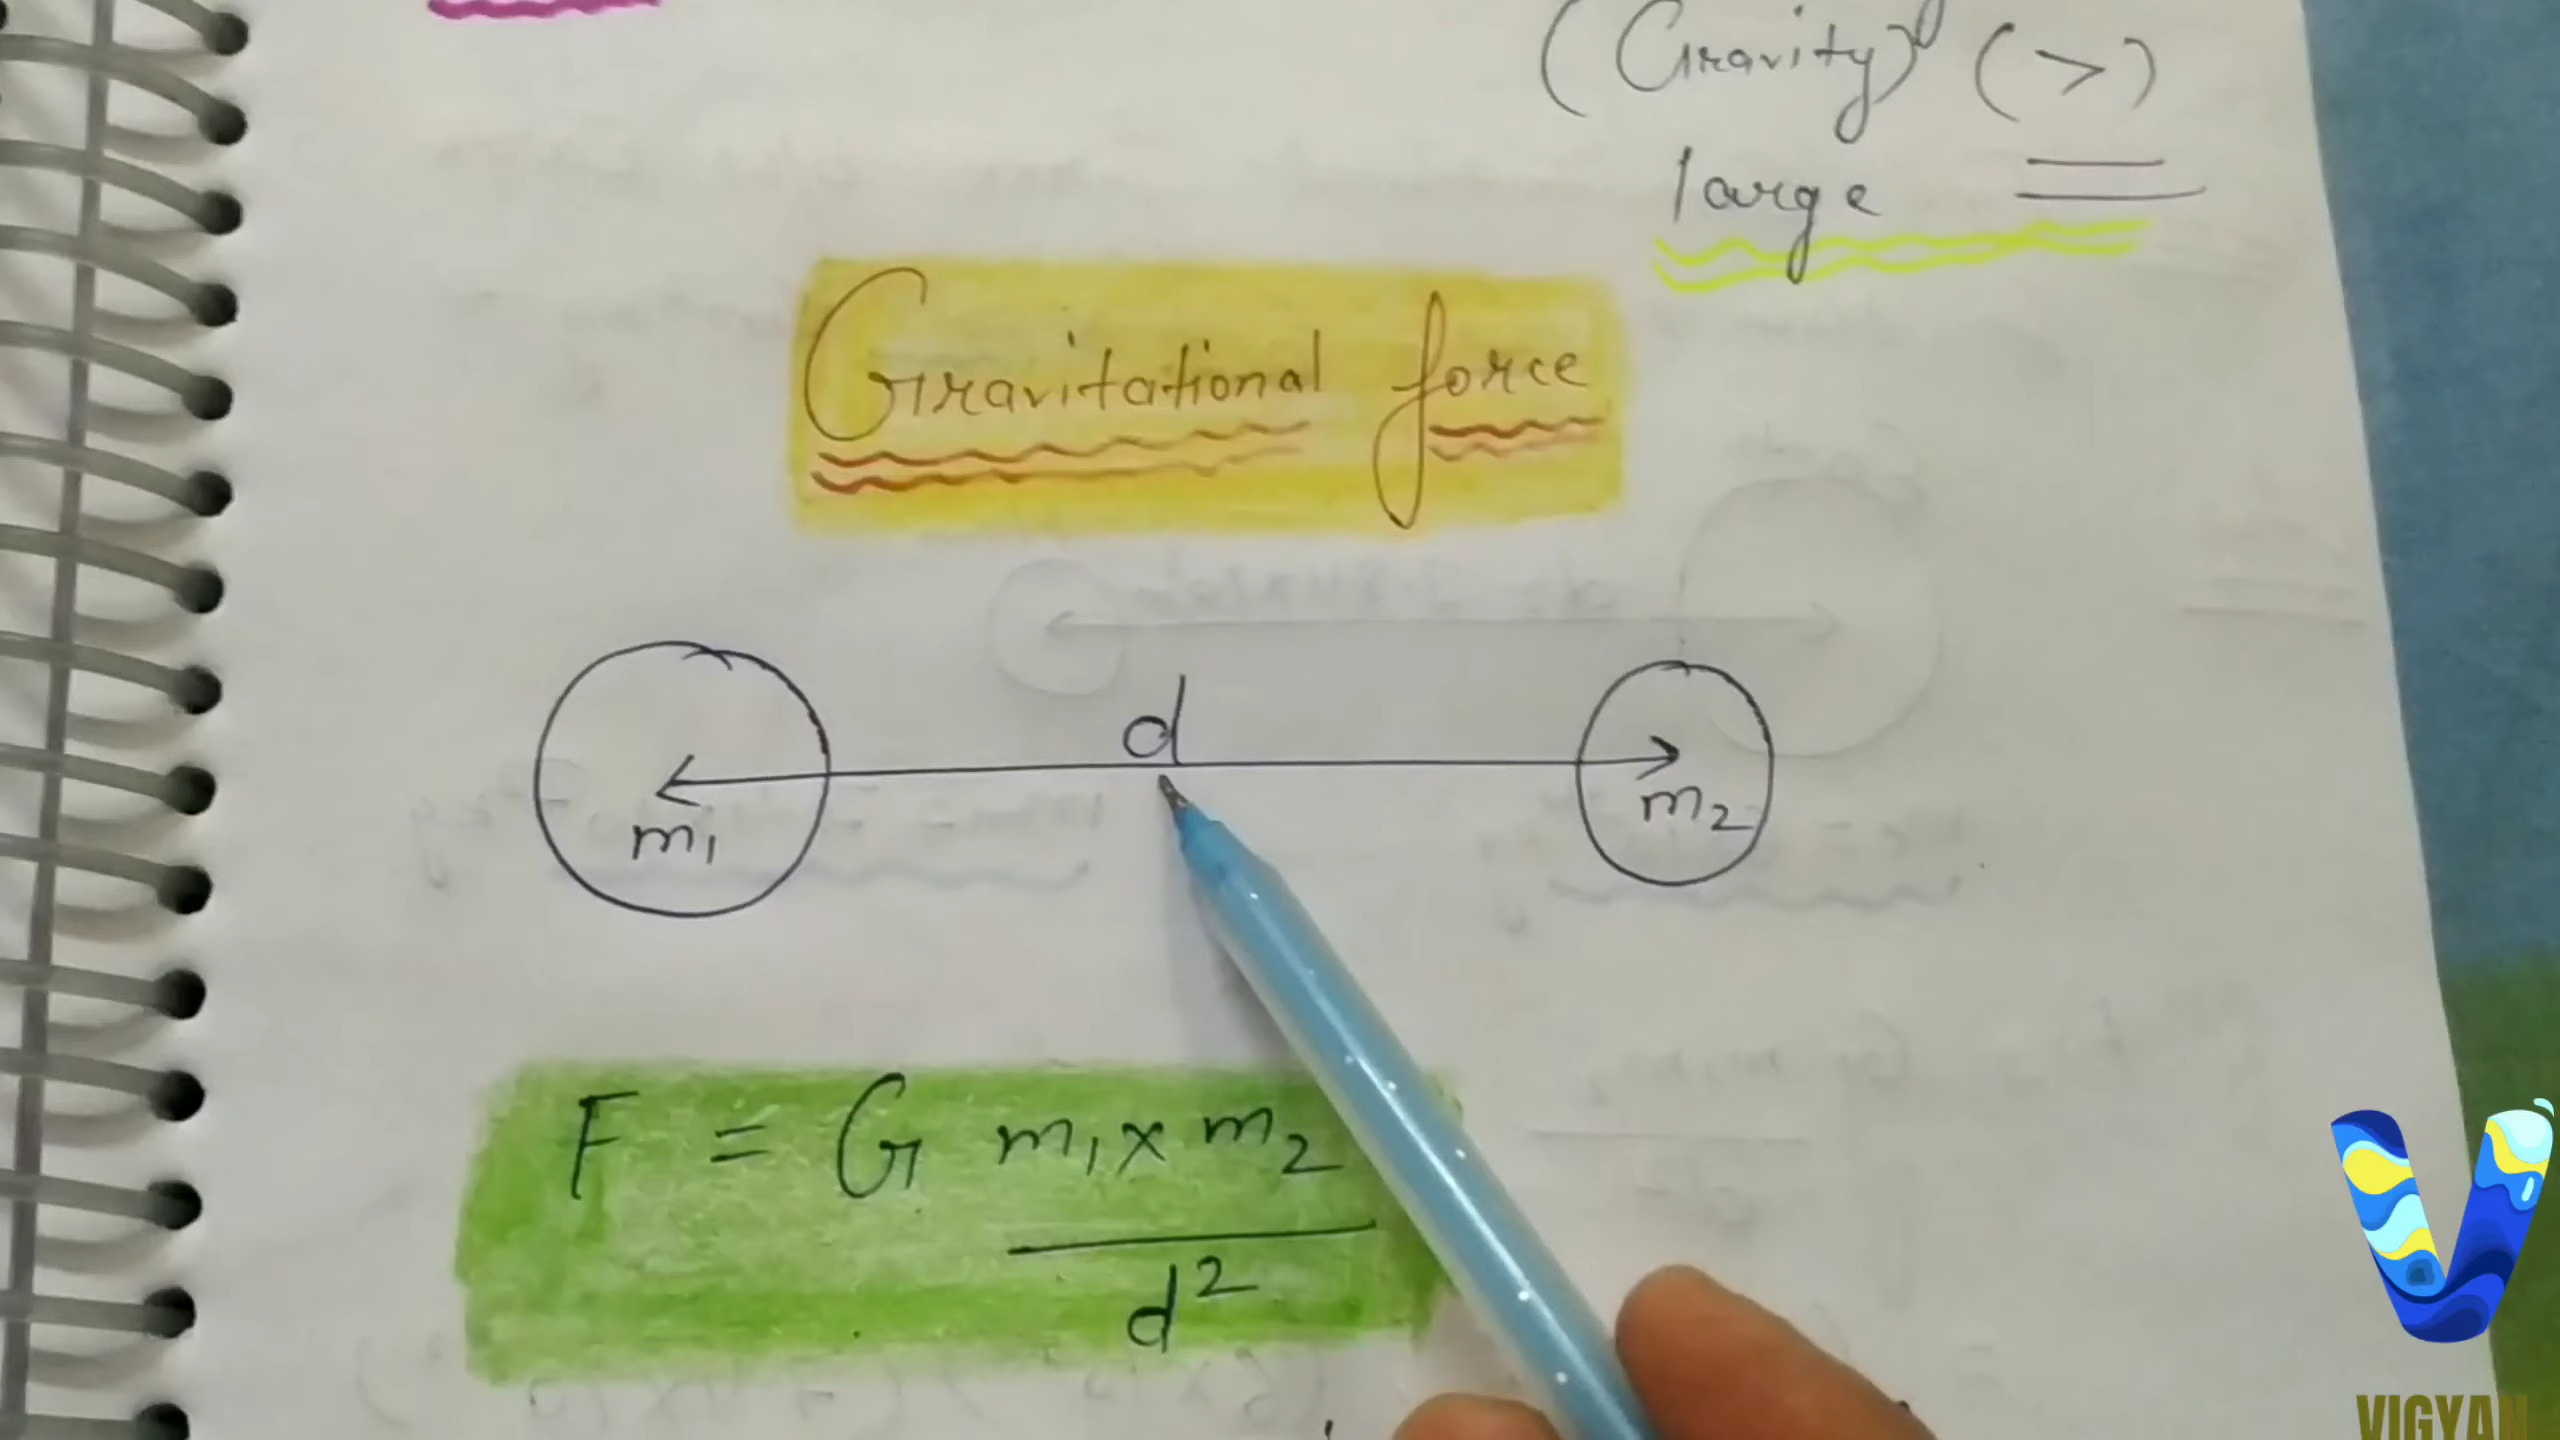 (Gravity) (>)
large
Gravitational force
d
m₁
m₂
F = G m₁ x m₂
d²
VIGYAN